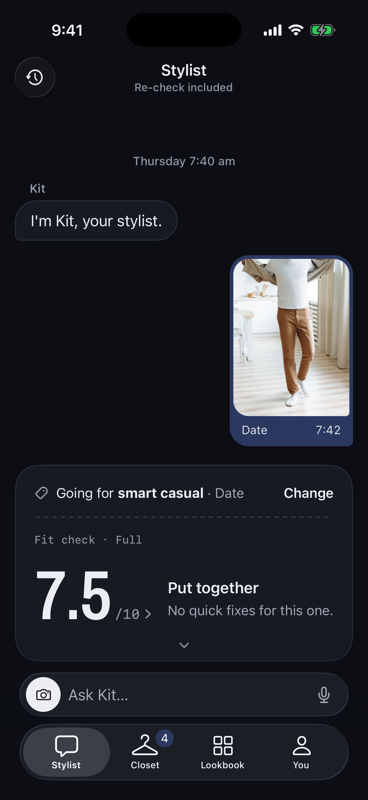 9:41
Stylist
Re-check included
Thursday 7:40 am
Kit
I'm Kit, your stylist.
Date 7:42
Going for smart casual · Date Change
Fit check · Full
7.5 /10
Put together
No quick fixes for this one.
Ask Kit...
4
Stylist Closet Lookbook You